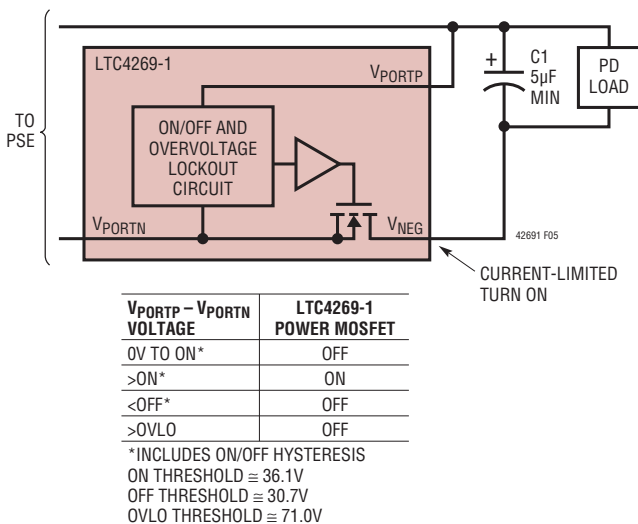 LTC4269-1
VPORTP
+
C1
5µF
MIN
PD
LOAD
TO
PSE
ON/OFF AND
OVERVOLTAGE
LOCKOUT
CIRCUIT
VPORTN
VNEG
42691 F05
CURRENT-LIMITED
TURN ON
VPORTP – VPORTN LTC4269-1
VOLTAGE POWER MOSFET
0V TO ON* OFF
>ON* ON
<OFF* OFF
>OVLO OFF
*INCLUDES ON/OFF HYSTERESIS
ON THRESHOLD ≅ 36.1V
OFF THRESHOLD ≅ 30.7V
OVLO THRESHOLD ≅ 71.0V